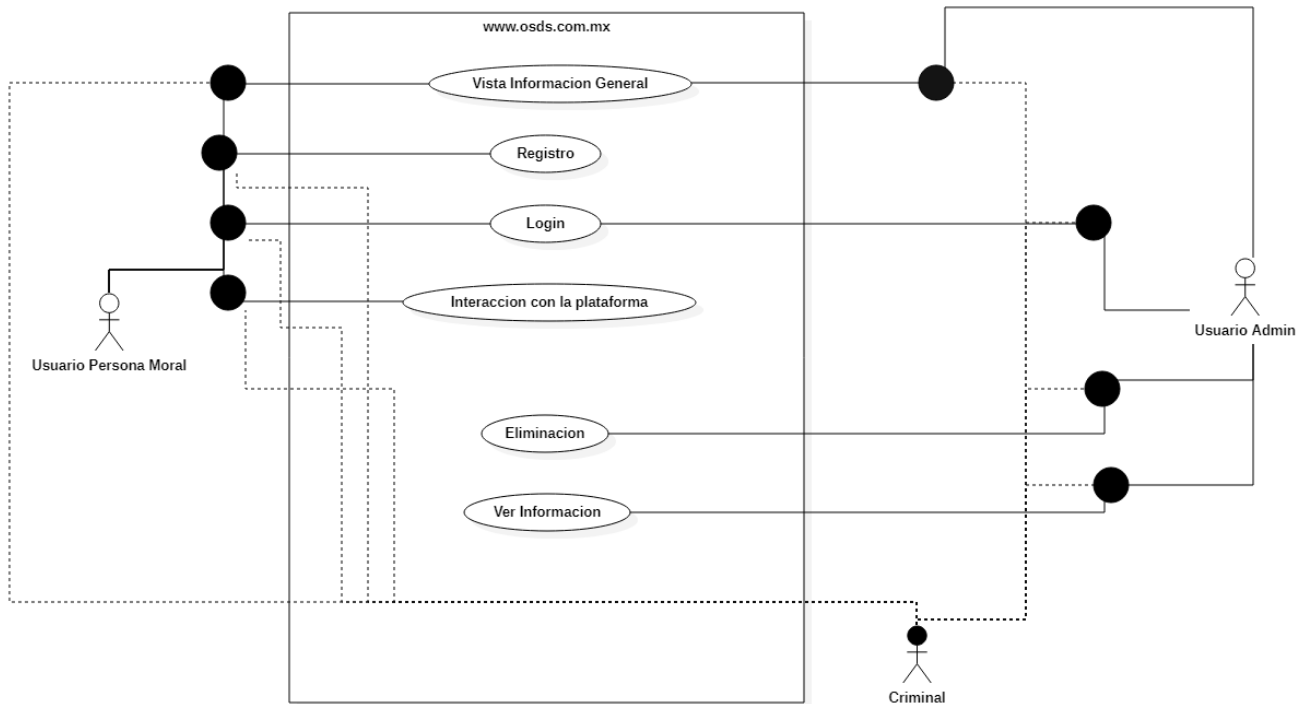 www.osds.com.mx
Vista Informacion General
Registro
Login
Interaccion con la plataforma
Usuario Persona Moral
Usuario Admin
Eliminacion
Ver Informacion
Criminal